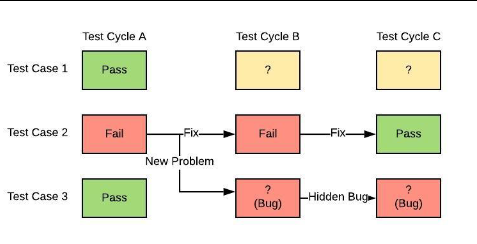 Test Cycle A Test Cycle B Test Cycle C
Test Case 1 Pass ? ?
Test Case 2 Fail Fix Fail Fix Pass
New Problem
Test Case 3 Pass ? (Bug) Hidden Bug ? (Bug)